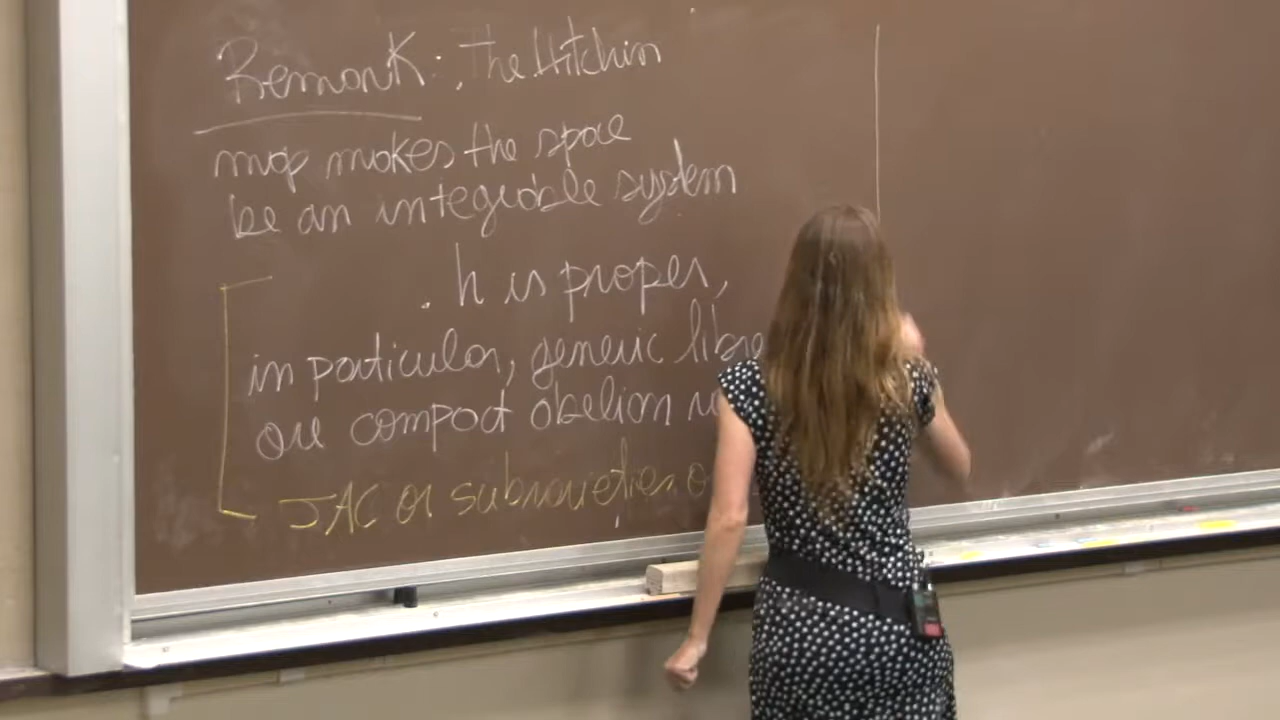 Remark: The Hitchin
map makes the space
be an integrable system
. h is proper,
in particular, generic fibre
are compact abelian
JAC or subvarieties